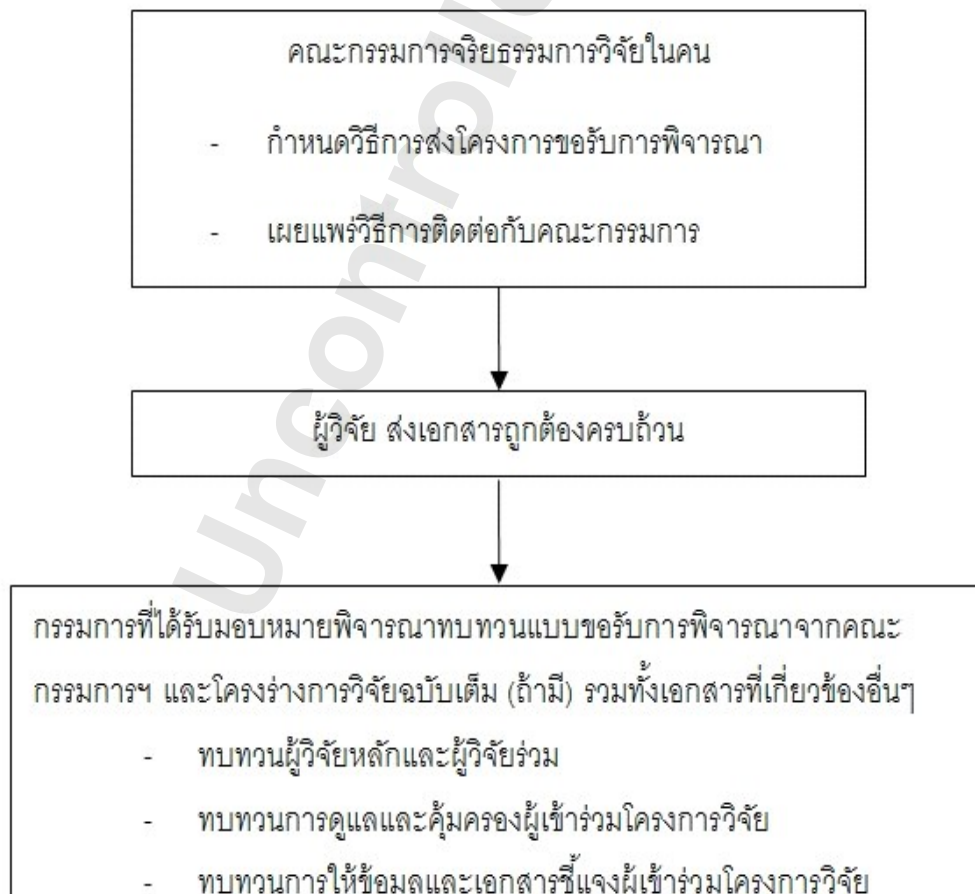 คณะกรรมการจริยธรรมการวิจัยในคน
- กำหนดวิธีการส่งโครงการขอรับการพิจารณา
- เผยแพร่วิธีการติดต่อกับคณะกรรมการ
ผู้วิจัย ส่งเอกสารถูกต้องครบถ้วน
กรรมการที่ได้รับมอบหมายพิจารณาทบทวนแบบขอรับการพิจารณาจากคณะ
กรรมการฯ และโครงร่างการวิจัยฉบับเต็ม (ถ้ามี) รวมทั้งเอกสารที่เกี่ยวข้องอื่นๆ
- ทบทวนผู้วิจัยหลักและผู้วิจัยร่วม
- ทบทวนการดูแลและคุ้มครองผู้เข้าร่วมโครงการวิจัย
- ทบทวนการให้ข้อมูลและเอกสารชี้แจงผู้เข้าร่วมโครงการวิจัย